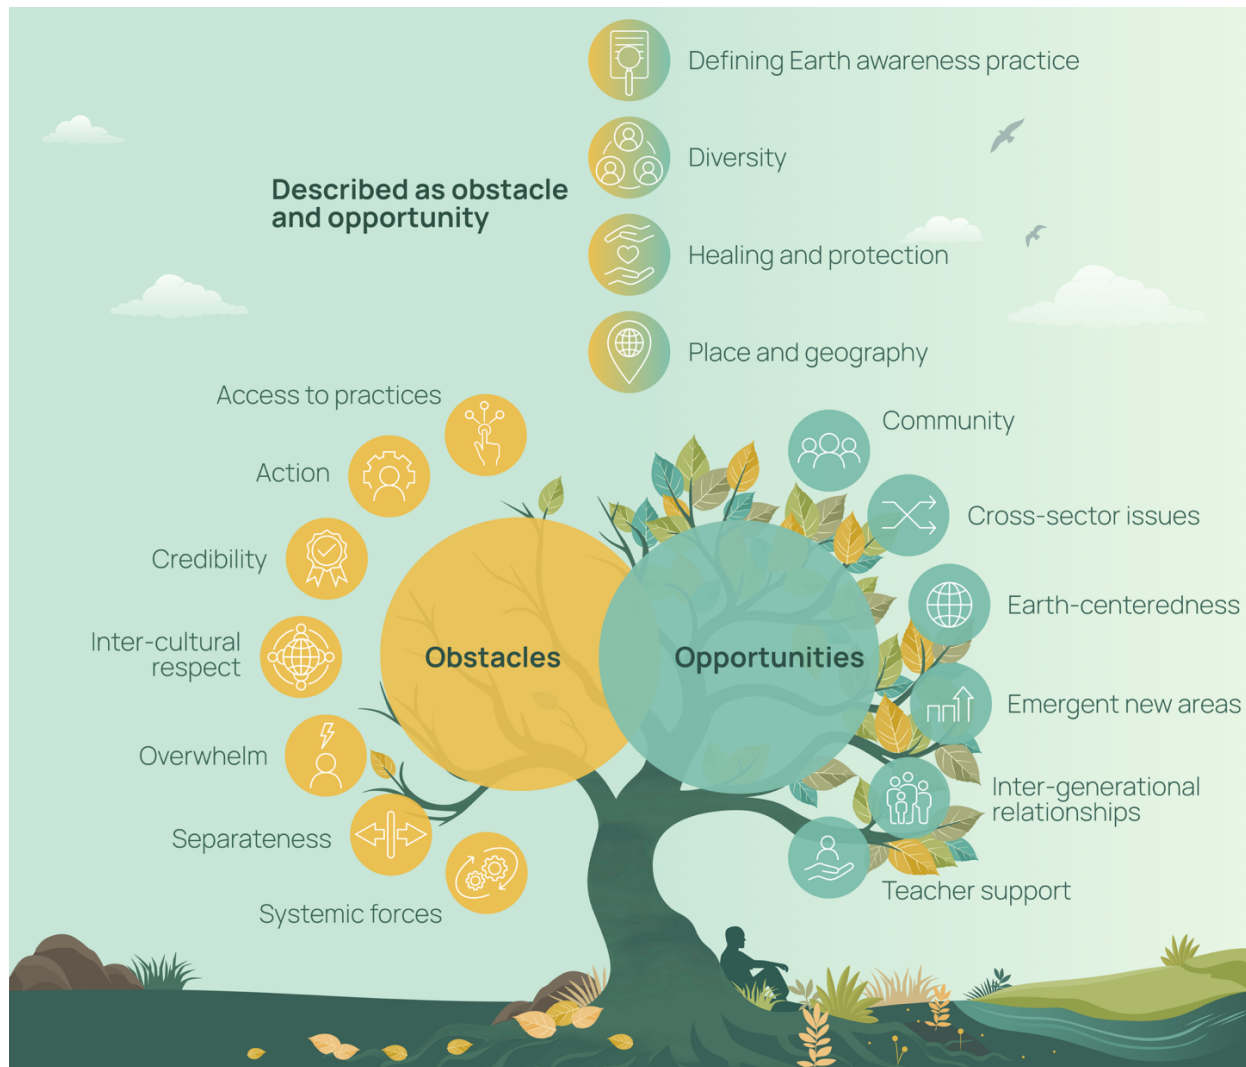 Defining Earth awareness practice
Diversity
Described as obstacle
and opportunity
Healing and protection
Place and geography
Access to practices
Action
Credibility
Inter-cultural
respect
Overwhelm
Separateness
Systemic forces
Obstacles
Opportunities
Community
Cross-sector issues
Earth-centeredness
Emergent new areas
Inter-generational
relationships
Teacher support